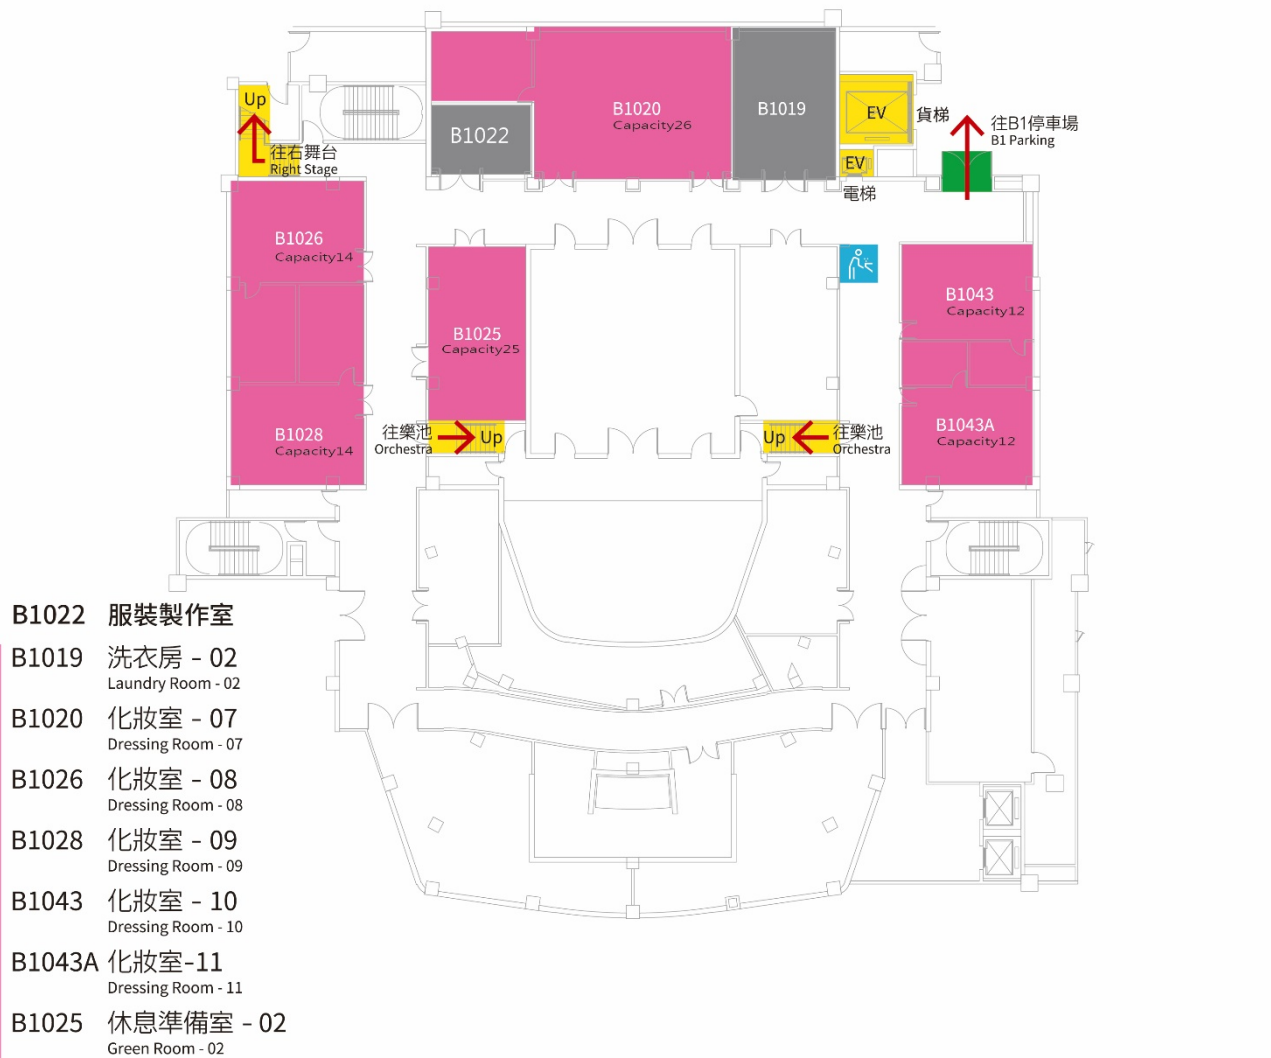 Up
往右舞台
Right Stage
B1022
B1020
Capacity26
B1019
EV
貨梯
EV
電梯
往B1停車場
B1 Parking
B1026
Capacity14
B1025
Capacity25
B1043
Capacity12
B1028
Capacity14
往樂池
Orchestra
Up
Up
往樂池
Orchestra
B1043A
Capacity12
B1022 服裝製作室
B1019 洗衣房 - 02
Laundry Room - 02
B1020 化妝室 - 07
Dressing Room - 07
B1026 化妝室 - 08
Dressing Room - 08
B1028 化妝室 - 09
Dressing Room - 09
B1043 化妝室 - 10
Dressing Room - 10
B1043A 化妝室-11
Dressing Room - 11
B1025 休息準備室 - 02
Green Room - 02